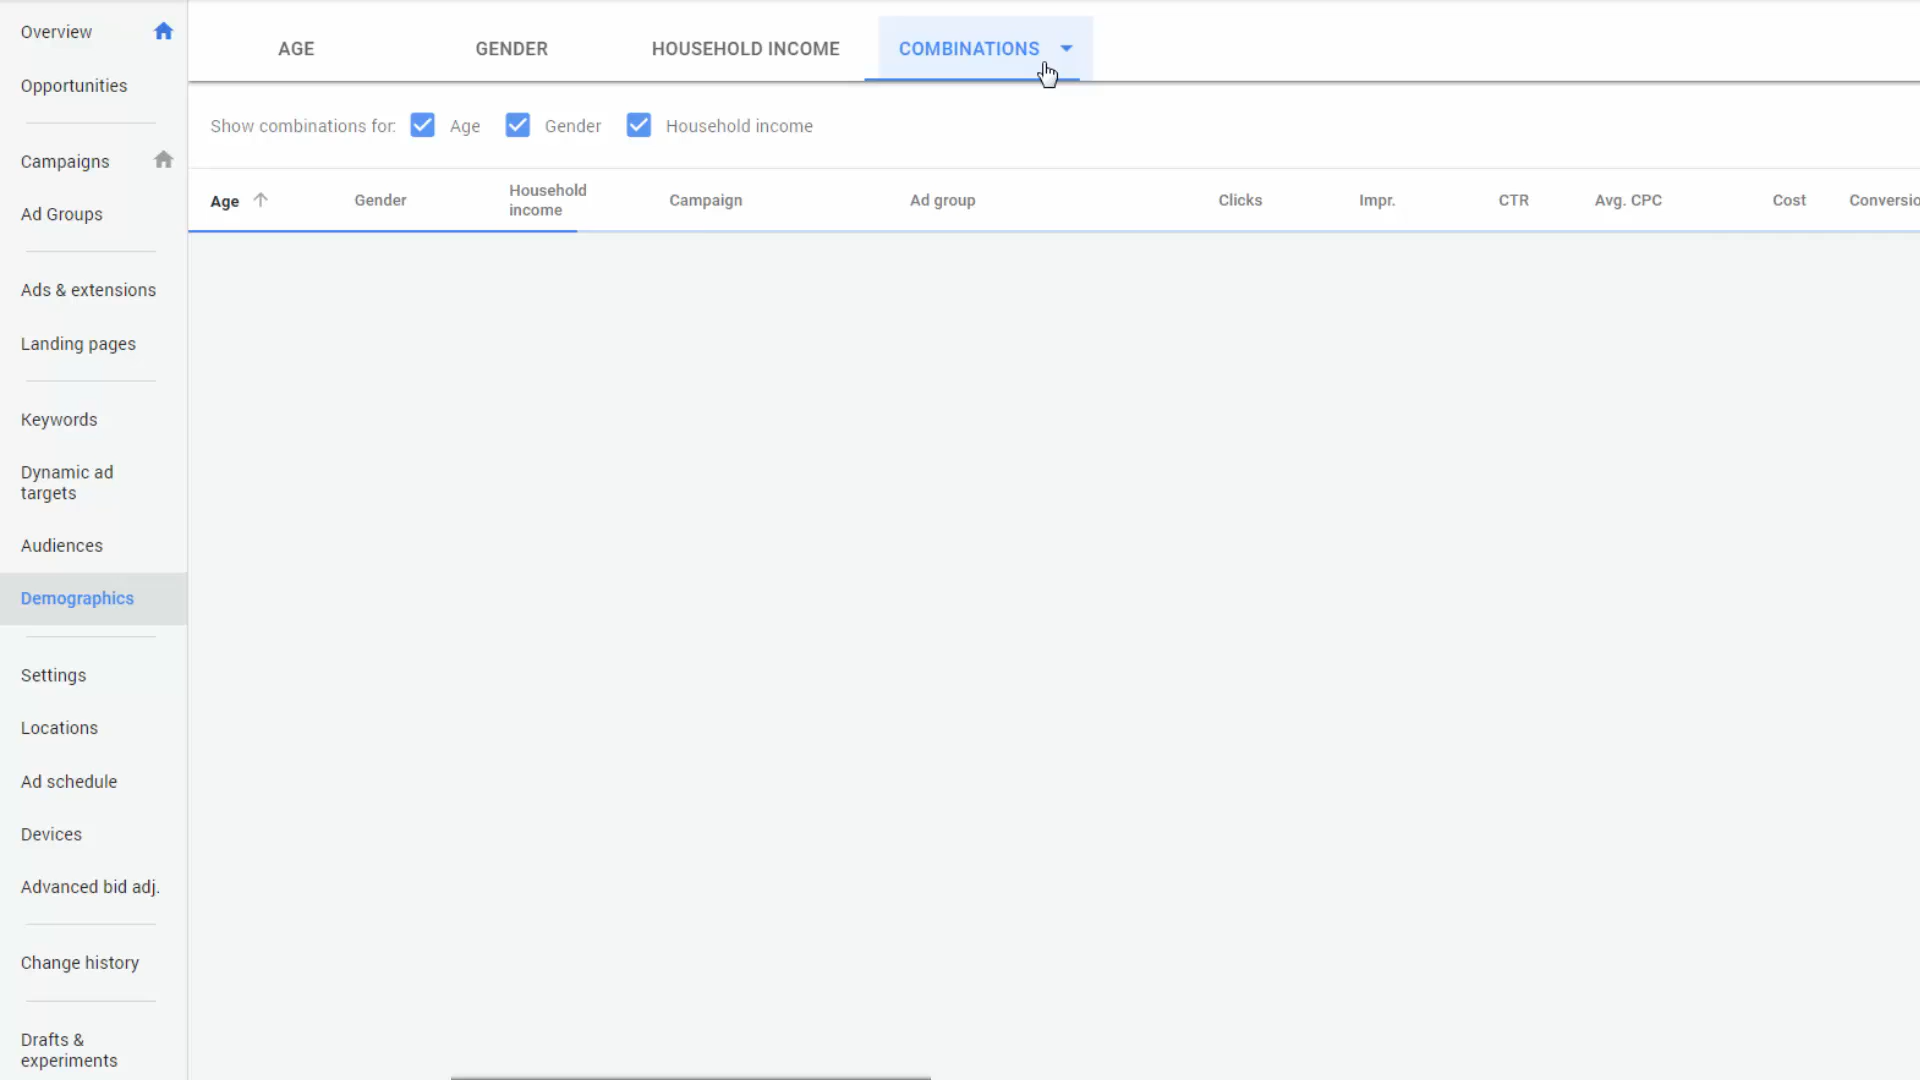 Overview
Opportunities
Campaigns
Ad Groups
Ads & extensions
Landing pages
Keywords
Dynamic ad
targets
Audiences
Demographics
Settings
Locations
Ad schedule
Devices
Advanced bid adj.
Change history
Drafts &
experiments
AGE GENDER HOUSEHOLD INCOME COMBINATIONS
Show combinations for: Age Gender Household income
Age Gender Household income Campaign Ad group Clicks Impr. CTR Avg. CPC Cost Conversio